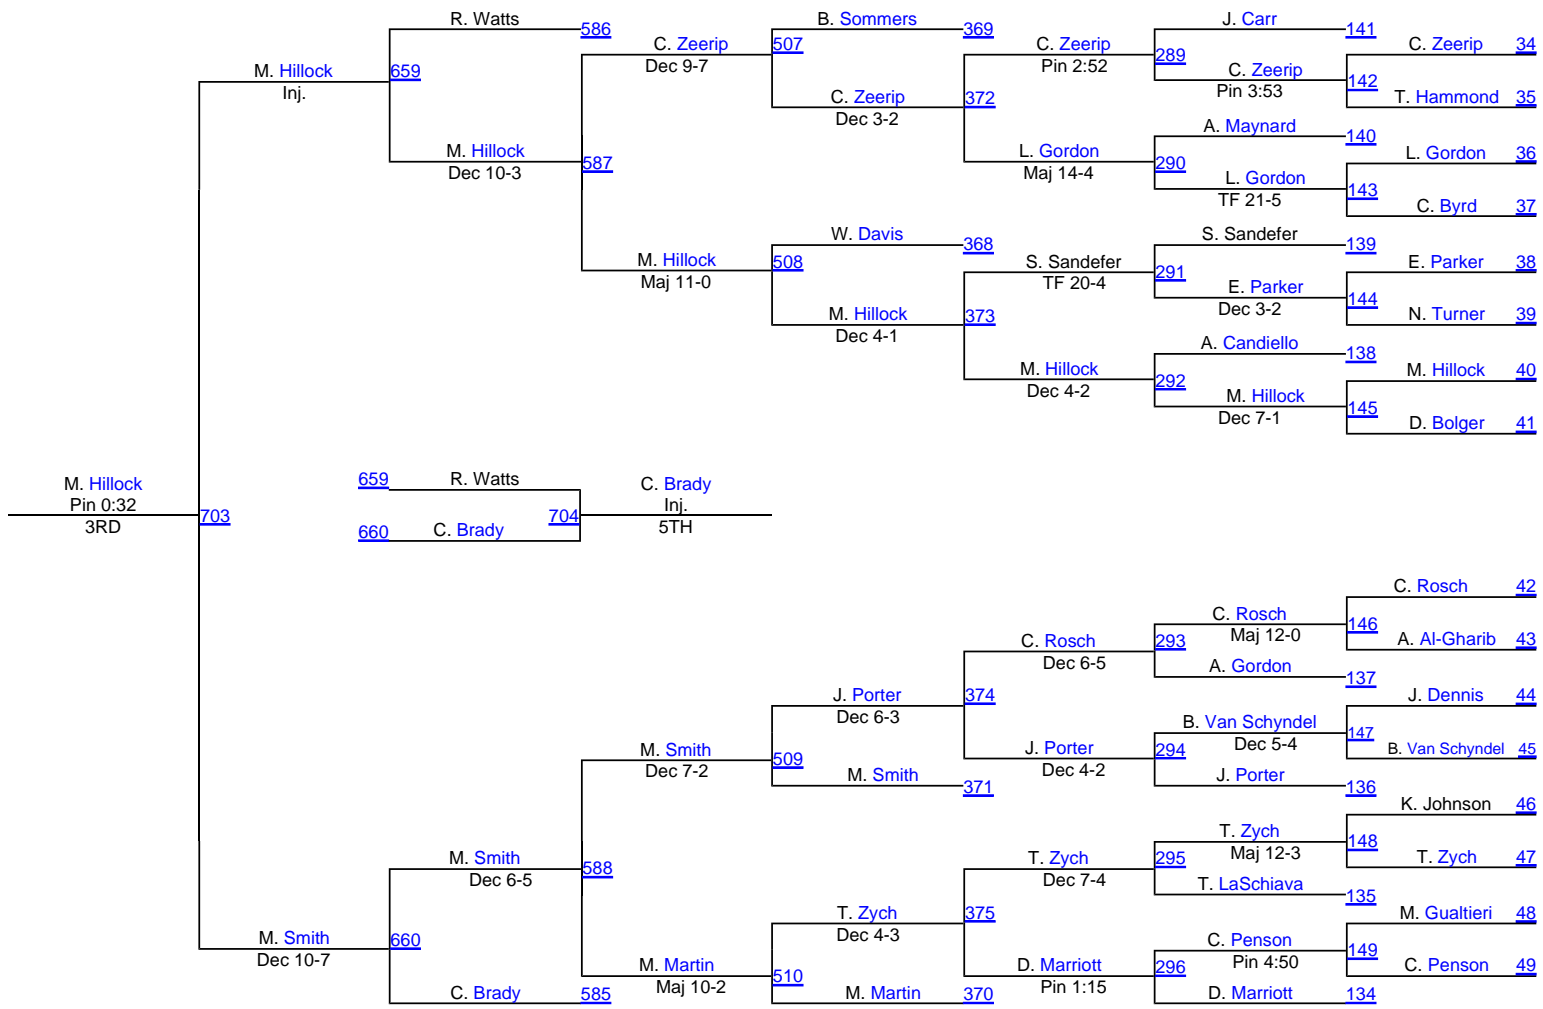 R. Watts
586
B. Sommers
369
J. Carr
141
C. Zeerip
507
C. Zeerip
289
C. Zeerip
34
Dec 9-7
Pin 2:52
M. Hillock
659
C. Zeerip
142
Inj.
Pin 3:53
C. Zeerip
372
T. Hammond
35
Dec 3-2
A. Maynard
140
M. Hillock
587
L. Gordon
290
L. Gordon
36
Dec 10-3
Maj 14-4
L. Gordon
143
TF 21-5
C. Byrd
37
W. Davis
368
S. Sandefer
139
M. Hillock
508
S. Sandefer
291
E. Parker
38
Maj 11-0
TF 20-4
E. Parker
144
Dec 3-2
M. Hillock
373
N. Turner
39
Dec 4-1
A. Candiello
138
M. Hillock
292
M. Hillock
40
Dec 4-2
M. Hillock
145
Dec 7-1
D. Bolger
41
M. Hillock
659
R. Watts
C. Brady
Pin 0:32
Inj.
3RD
703
660
C. Brady
704
5TH
C. Rosch
42
C. Rosch
146
Maj 12-0
C. Rosch
293
A. Al-Gharib
43
Dec 6-5
A. Gordon
137
J. Porter
374
J. Dennis
44
Dec 6-3
B. Van Schyndel
147
Dec 5-4
M. Smith
509
J. Porter
294
B. Van Schyndel
45
Dec 7-2
Dec 4-2
M. Smith
371
J. Porter
136
K. Johnson
46
T. Zych
148
Maj 12-3
M. Smith
588
T. Zych
295
T. Zych
47
Dec 6-5
Dec 7-4
T. LaSchiava
135
T. Zych
375
M. Gualtieri
48
Dec 4-3
M. Smith
660
C. Penson
149
Dec 10-7
Pin 4:50
M. Martin
510
D. Marriott
296
C. Penson
49
Maj 10-2
Pin 1:15
C. Brady
585
M. Martin
370
D. Marriott
134